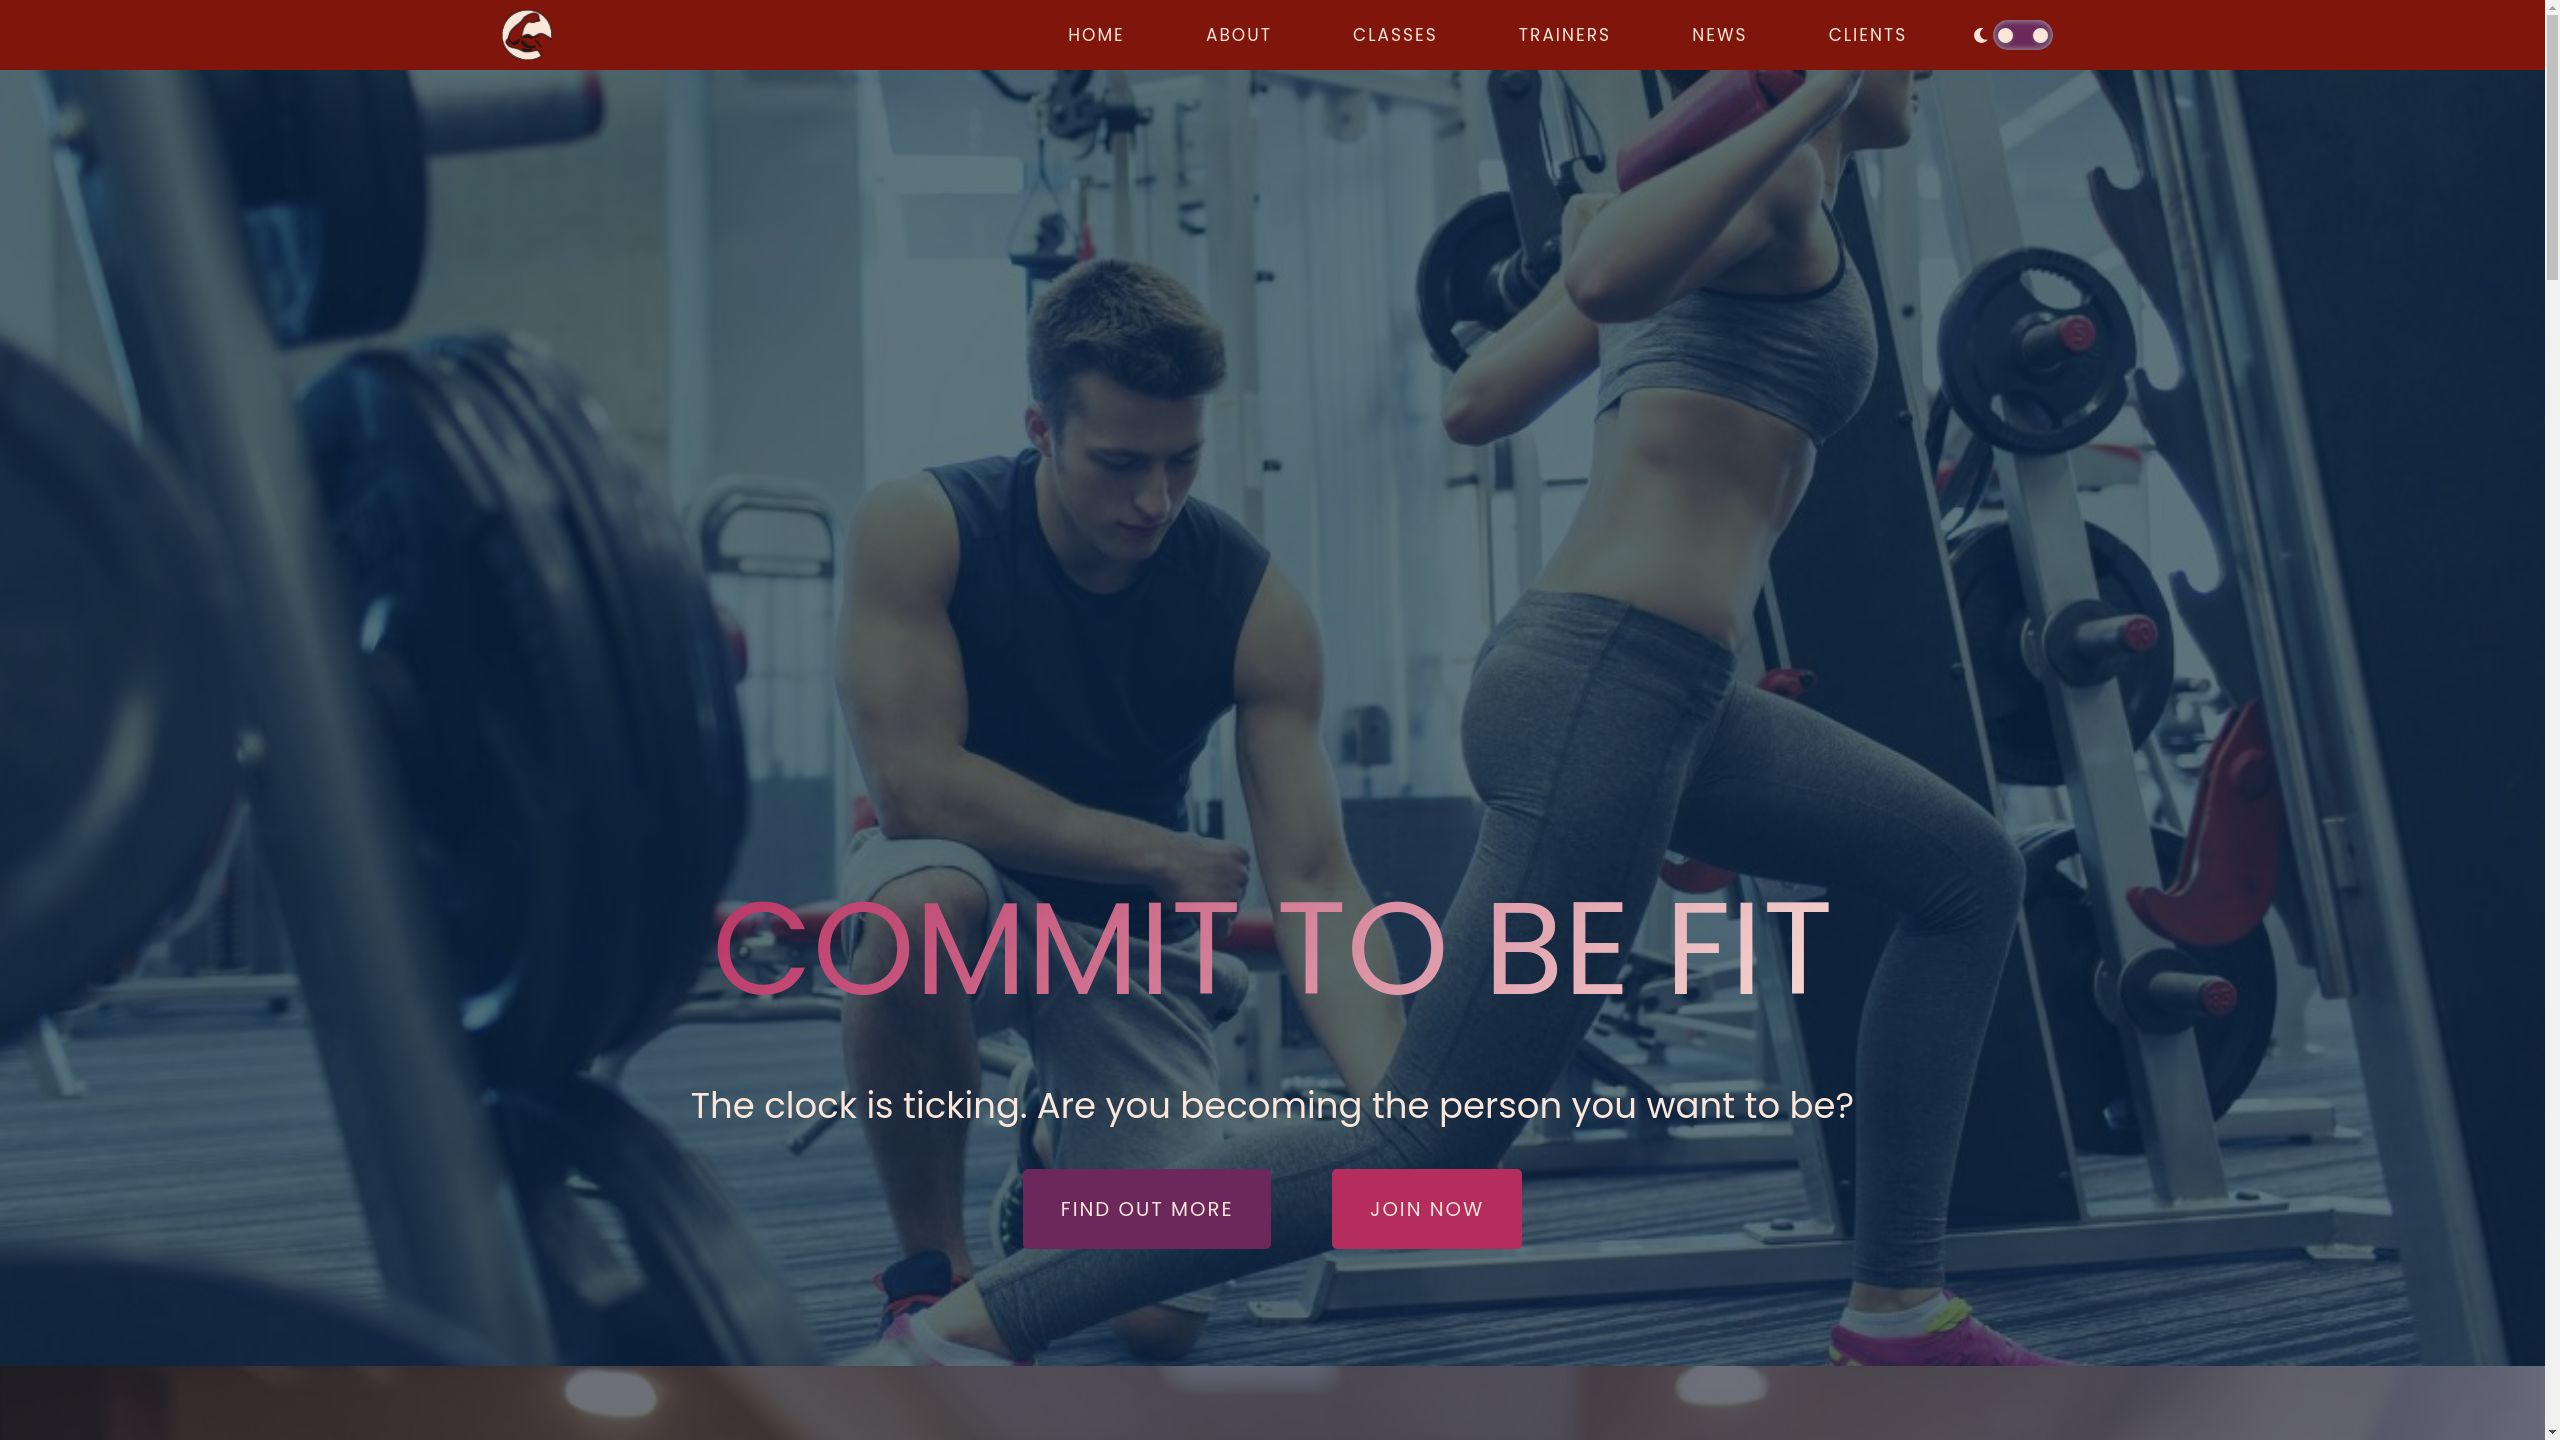 HOME ABOUT CLASSES TRAINERS NEWS CLIENTS
COMMIT TO BE FIT
The clock is ticking. Are you becoming the person you want to be?
FIND OUT MORE JOIN NOW